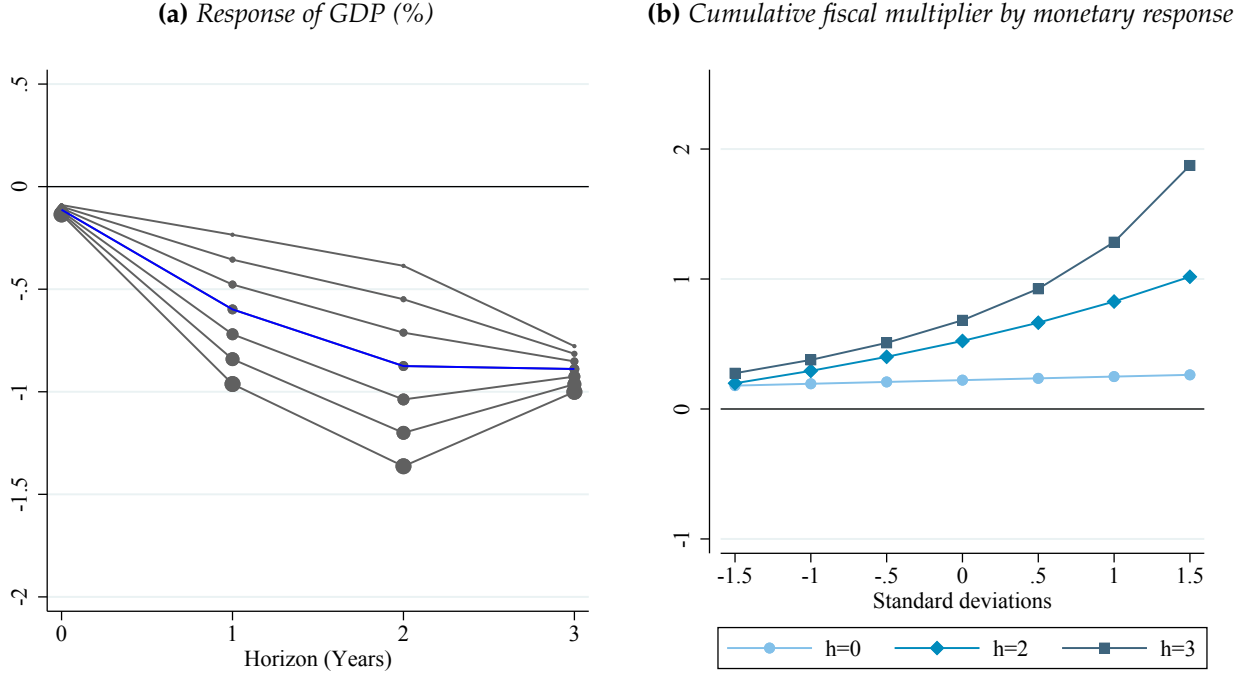 (a) Response of GDP (%)
.5
0
-.5
-1
-1.5
-2
0 1 2 3
Horizon (Years)
(b) Cumulative fiscal multiplier by monetary response
2
1
0
-1
-1.5 -1 -.5 0 .5 1 1.5
Standard deviations
h=0 h=2 h=3